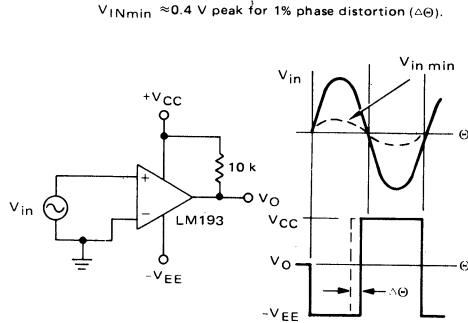 VINmin ≈0.4 V peak for 1% phase distortion (ΔΘ).
Vin
Vin min
+VCC
Θ
10 k
+
VO
Vin
−
LM193
VCC
VO
Θ
ΔΘ
−VEE
−VEE